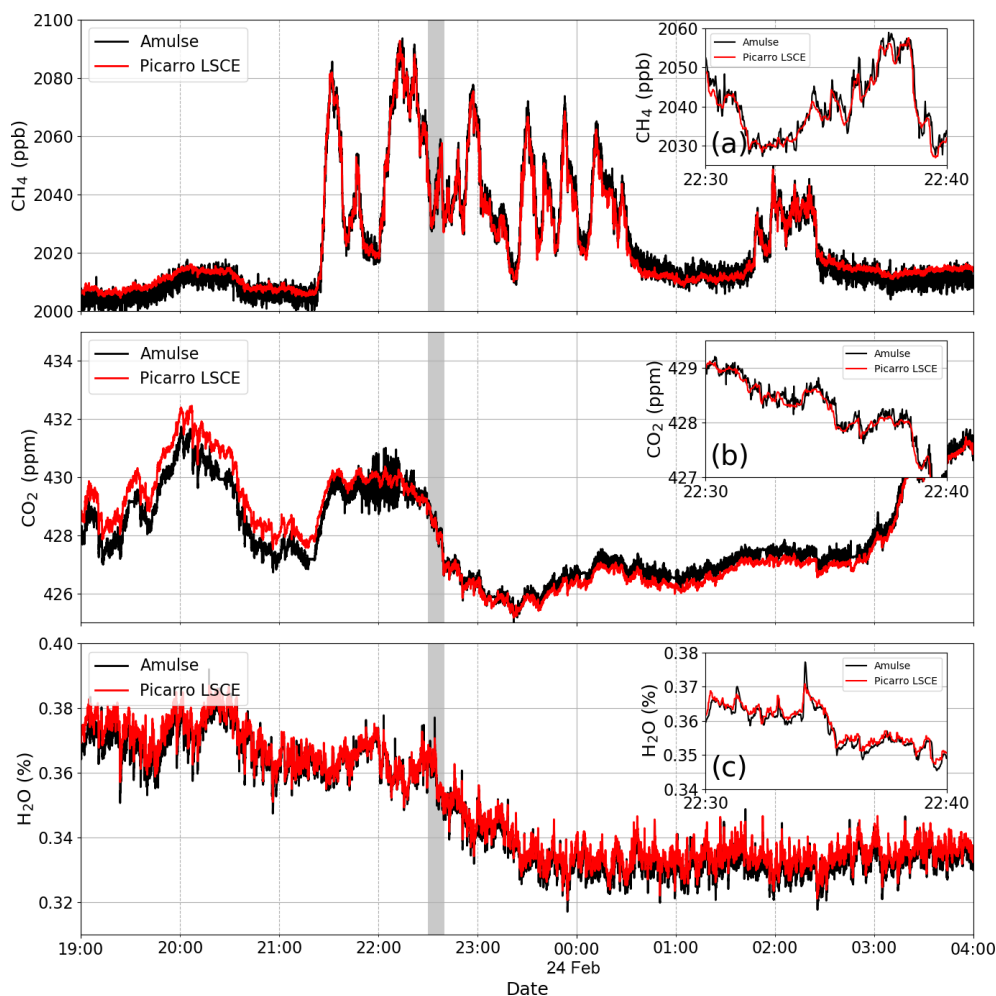 2100
2080
2060
2040
2020
2000
CH₄ (ppb)
Amulse
Picarro LSCE
2060
2050
2040
2030
CH₄ (ppb)
Amulse
Picarro LSCE
(a)
22:30
22:40
434
432
430
428
426
CO₂ (ppm)
Amulse
Picarro LSCE
429
428
427
CO₂ (ppm)
Amulse
Picarro LSCE
(b)
22:30
22:40
0.40
0.38
0.36
0.34
0.32
H₂O (%)
Amulse
Picarro LSCE
0.38
0.37
0.36
0.35
0.34
H₂O (%)
Amulse
Picarro LSCE
(c)
22:30
22:40
19:00 20:00 21:00 22:00 23:00 00:00 01:00 02:00 03:00 04:00
24 Feb
Date